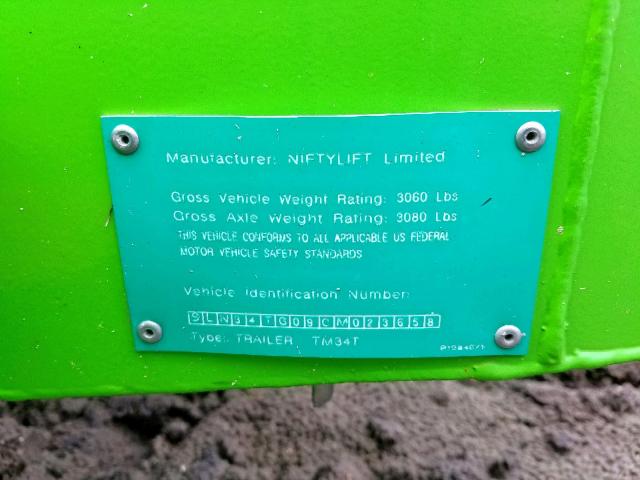 Manufacturer: NIFTYLIFT Limited
Gross Vehicle Weight Rating: 3060 Lbs
Gross Axle Weight Rating: 3080 Lbs
THIS VEHICLE CONFORMS TO ALL APPLICABLE US FEDERAL
MOTOR VEHICLE SAFETY STANDARDS
Vehicle Identification Number:
SLN34TG09CM023658
Type: TRAILER TM34T